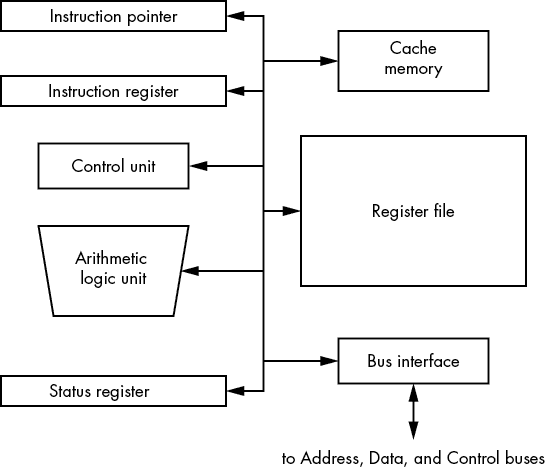 Instruction pointer
Cache
memory
Instruction register
Control unit
Register file
Arithmetic
logic unit
Bus interface
Status register
to Address, Data, and Control buses